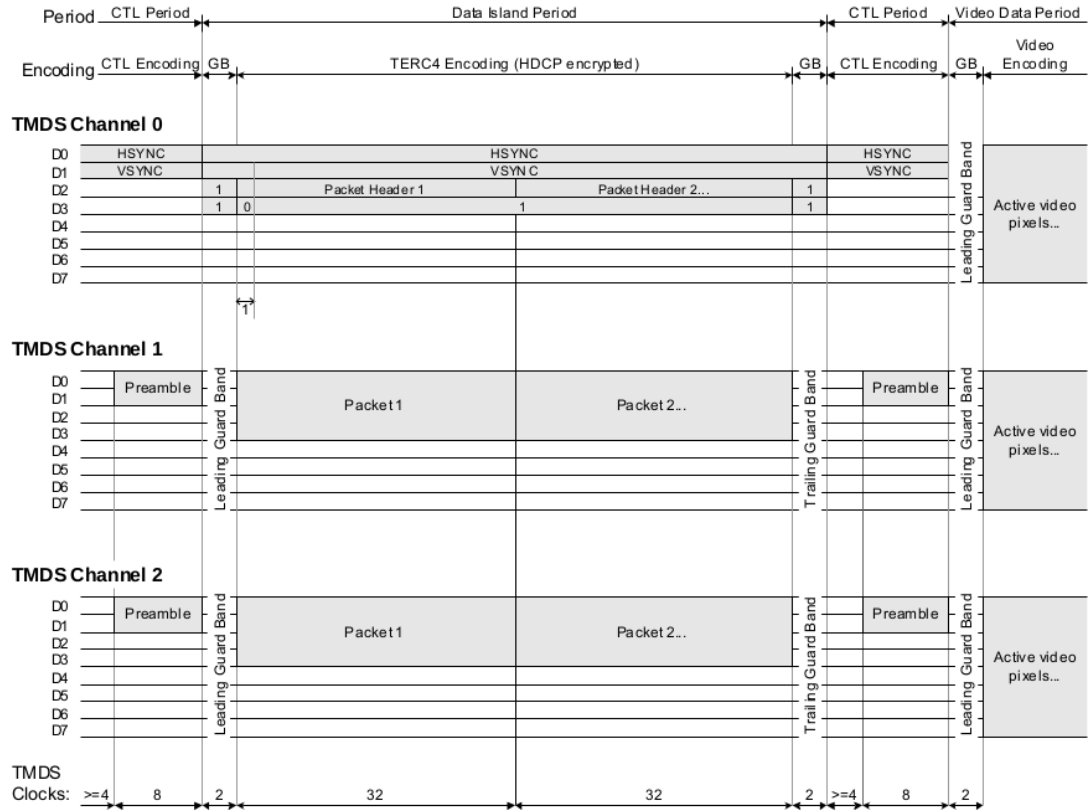 Period CTL Period Data Island Period CTL Period Video Data Period
Encoding CTL Encoding GB TERC4 Encoding (HDCP encrypted) GB CTL Encoding GB Video Encoding
TMDS Channel 0
D0 HSYNC HSYNC HSYNC
D1 VSYNC VSYNC VSYNC
D2 1 Packet Header 1 Packet Header 2... 1
D3 1 0 1 1
D4
D5
D6
D7
Leading Guard Band
Active video
pixels...
1
TMDS Channel 1
D0
D1
D2
D3
D4
D5
D6
D7
Preamble
Leading Guard Band
Packet 1
Packet 2...
Trailing Guard Band
Preamble
Leading Guard Band
Active video
pixels...
TMDS Channel 2
D0
D1
D2
D3
D4
D5
D6
D7
Preamble
Leading Guard Band
Packet 1
Packet 2...
Trailing Guard Band
Preamble
Leading Guard Band
Active video
pixels...
TMDS
Clocks: >=4 8 2 32 32 2 >=4 8 2